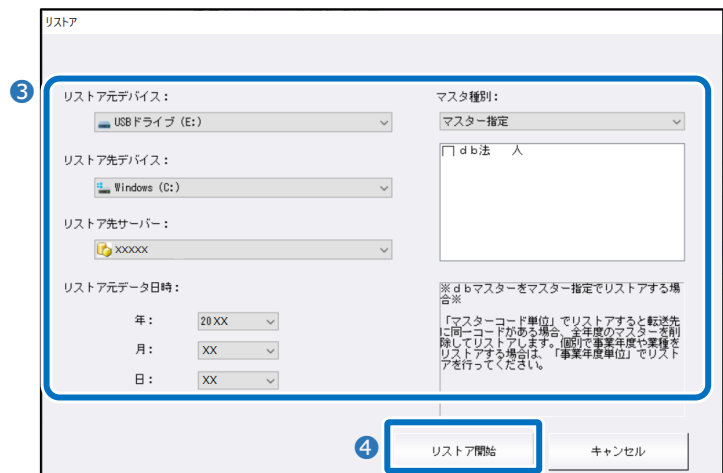 リストア
3
リストア元デバイス：
USBドライブ (E:)
リストア先デバイス：
Windows (C:)
リストア先サーバー：
XXXXX
リストア元データ日時：
年：
20XX
月：
XX
日：
XX
マスタ種別：
マスター指定
ｄｂ法　　人
※ｄｂマスターをマスター指定でリストアする場
合※
「マスターコード単位」でリストアすると転送先
に同一コードがある場合、全年度のマスターを削
除してリストアします。個別で事業年度や業種を
リストアする場合は、「事業年度単位」でリスト
アを行ってください。
4
リストア開始
キャンセル